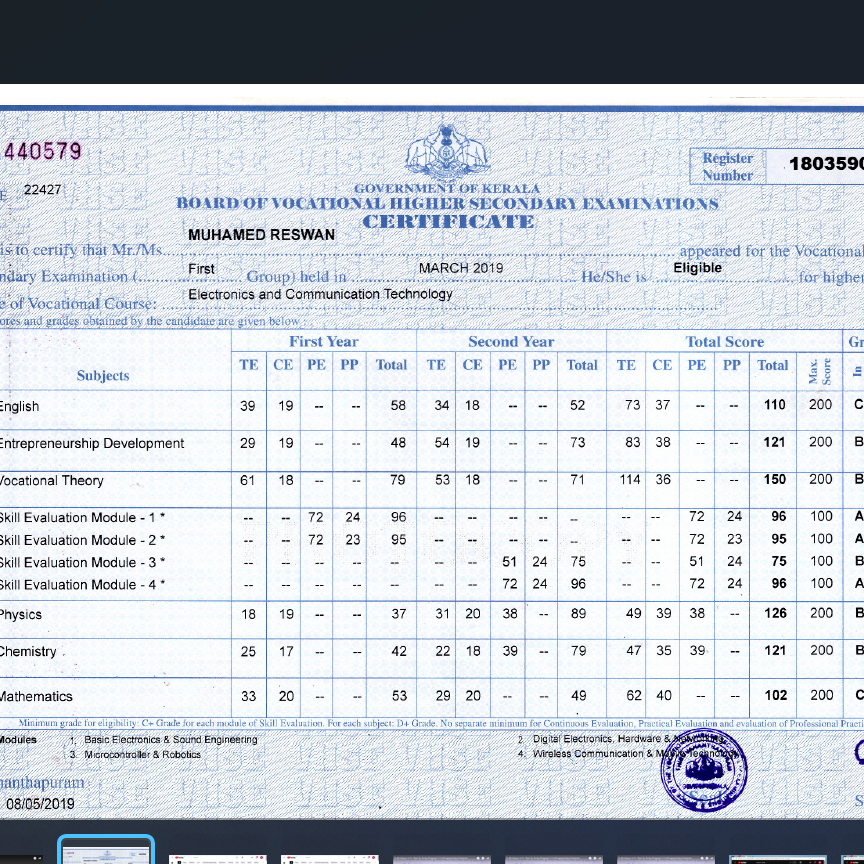 440579
Register
Number
180359
E 22427
GOVERNMENT OF KERALA
BOARD OF VOCATIONAL HIGHER SECONDARY EXAMINATIONS
CERTIFICATE
MUHAMED RESWAN
is to certify that Mr./Ms. appeared for the Vocational
ndary Examination ( First Group) held in MARCH 2019 He/She is Eligible for higher
e of Vocational Course: Electronics and Communication Technology
ores and grades obtained by the candidate are given below
Subjects First Year Second Year Total Score Gr
TE CE PE PP Total TE CE PE PP Total TE CE PE PP Total Max. Score In
English 39 19 -- -- 58 34 18 -- -- 52 73 37 -- -- 110 200 C
Entrepreneurship Development 29 19 -- -- 48 54 19 -- -- 73 83 38 -- -- 121 200 B
Vocational Theory 61 18 -- -- 79 53 18 -- -- 71 114 36 -- -- 150 200 B
Skill Evaluation Module - 1 * -- -- 72 24 96 -- -- -- -- -- -- -- 72 24 96 100 A
Skill Evaluation Module - 2 * -- -- 72 23 95 -- -- -- -- -- -- -- 72 23 95 100 A
Skill Evaluation Module - 3 * -- -- -- -- -- -- -- 51 24 75 -- -- 51 24 75 100 B
Skill Evaluation Module - 4 * -- -- -- -- -- -- -- 72 24 96 -- -- 72 24 96 100 A
Physics 18 19 -- -- 37 31 20 38 -- 89 49 39 38 -- 126 200 B
Chemistry 25 17 -- -- 42 22 18 39 -- 79 47 35 39 -- 121 200 B
Mathematics 33 20 -- -- 53 29 20 -- -- 49 62 40 -- -- 102 200 C
Minimum grade for eligibility: C+ Grade for each module of Skill Evaluation. For each subject: D+ Grade. No separate minimum for Continuous Evaluation, Practical Evaluation and evaluation of Professional Practi
Modules 1. Basic Electronics & Sound Engineering 2. Digital Electronics, Hardware &
3. Microcontroller & Robotics 4. Wireless Communication & Mobile Technology
nanthapuram
08/05/2019